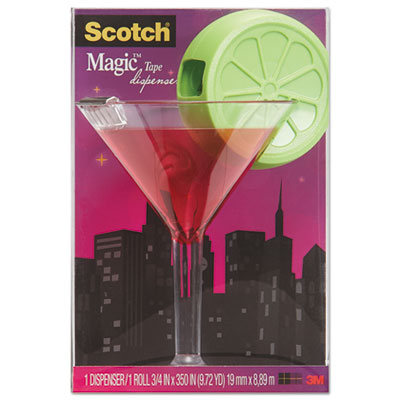 Scotch
Magic™ Tape
dispenser
1 DISPENSER/1 ROLL 3/4 IN x 350 IN (9.72 YD) 19 mm x 8,89 m 3M